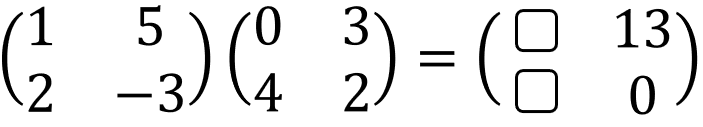 (1 5) (0 3) = (□ 13)
(2 −3) (4 2) (□ 0)